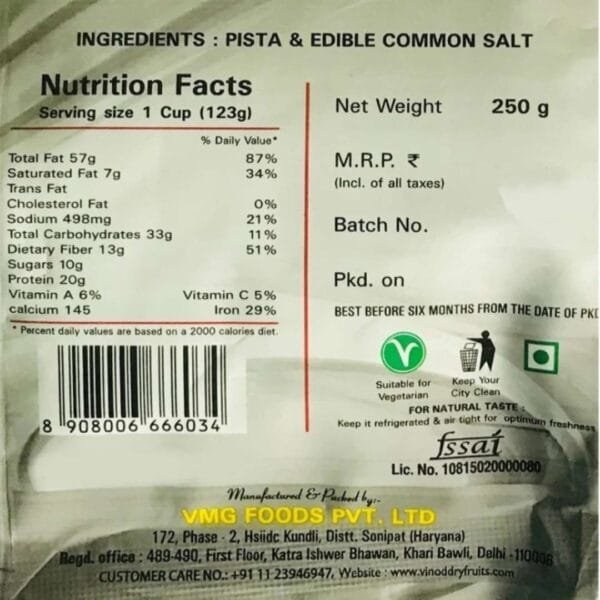 INGREDIENTS : PISTA & EDIBLE COMMON SALT
Nutrition Facts
Serving size 1 Cup (123g)
% Daily Value*
Total Fat 57g 87%
Saturated Fat 7g 34%
Trans Fat
Cholesterol Fat 0%
Sodium 498mg 21%
Total Carbohydrates 33g 11%
Dietary Fiber 13g 51%
Sugars 10g
Protein 20g
Vitamin A 6% Vitamin C 5%
calcium 145 Iron 29%
* Percent daily values are based on a 2000 calories diet.
8 908006 666034
Net Weight 250 g
M.R.P. ₹
(Incl. of all taxes)
Batch No.
Pkd. on
BEST BEFORE SIX MONTHS FROM THE DATE OF PKD
V
Suitable for
Vegetarian
Keep Your
City Clean
FOR NATURAL TASTE :
Keep it refrigerated & air tight for optimum freshness
fssai
Lic. No. 10815020000080
Manufactured & Packed by:-
VMG FOODS PVT. LTD
172, Phase - 2, Hsiidc Kundli, Distt. Sonipat (Haryana)
Regd. office : 489-490, First Floor, Katra Ishwer Bhawan, Khari Bawli, Delhi -110006
CUSTOMER CARE NO.: +91 11 23946947, Website : www.vinoddryfruits.com